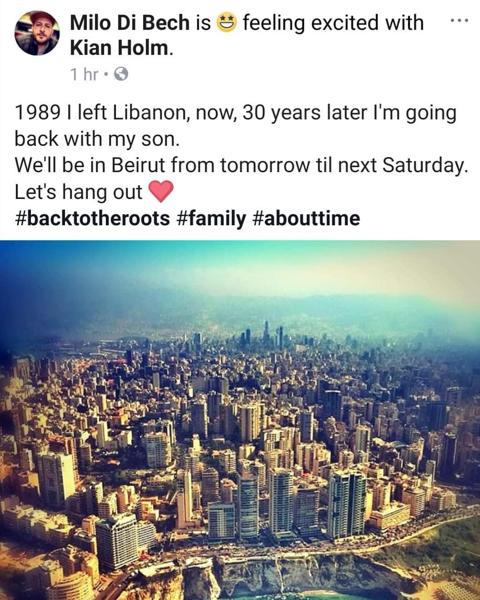 Milo Di Bech is 🤩 feeling excited with
Kian Holm.
1 hr •
1989 I left Libanon, now, 30 years later I'm going
back with my son.
We'll be in Beirut from tomorrow til next Saturday.
Let's hang out ❤️
#backtotheroots #family #abouttime